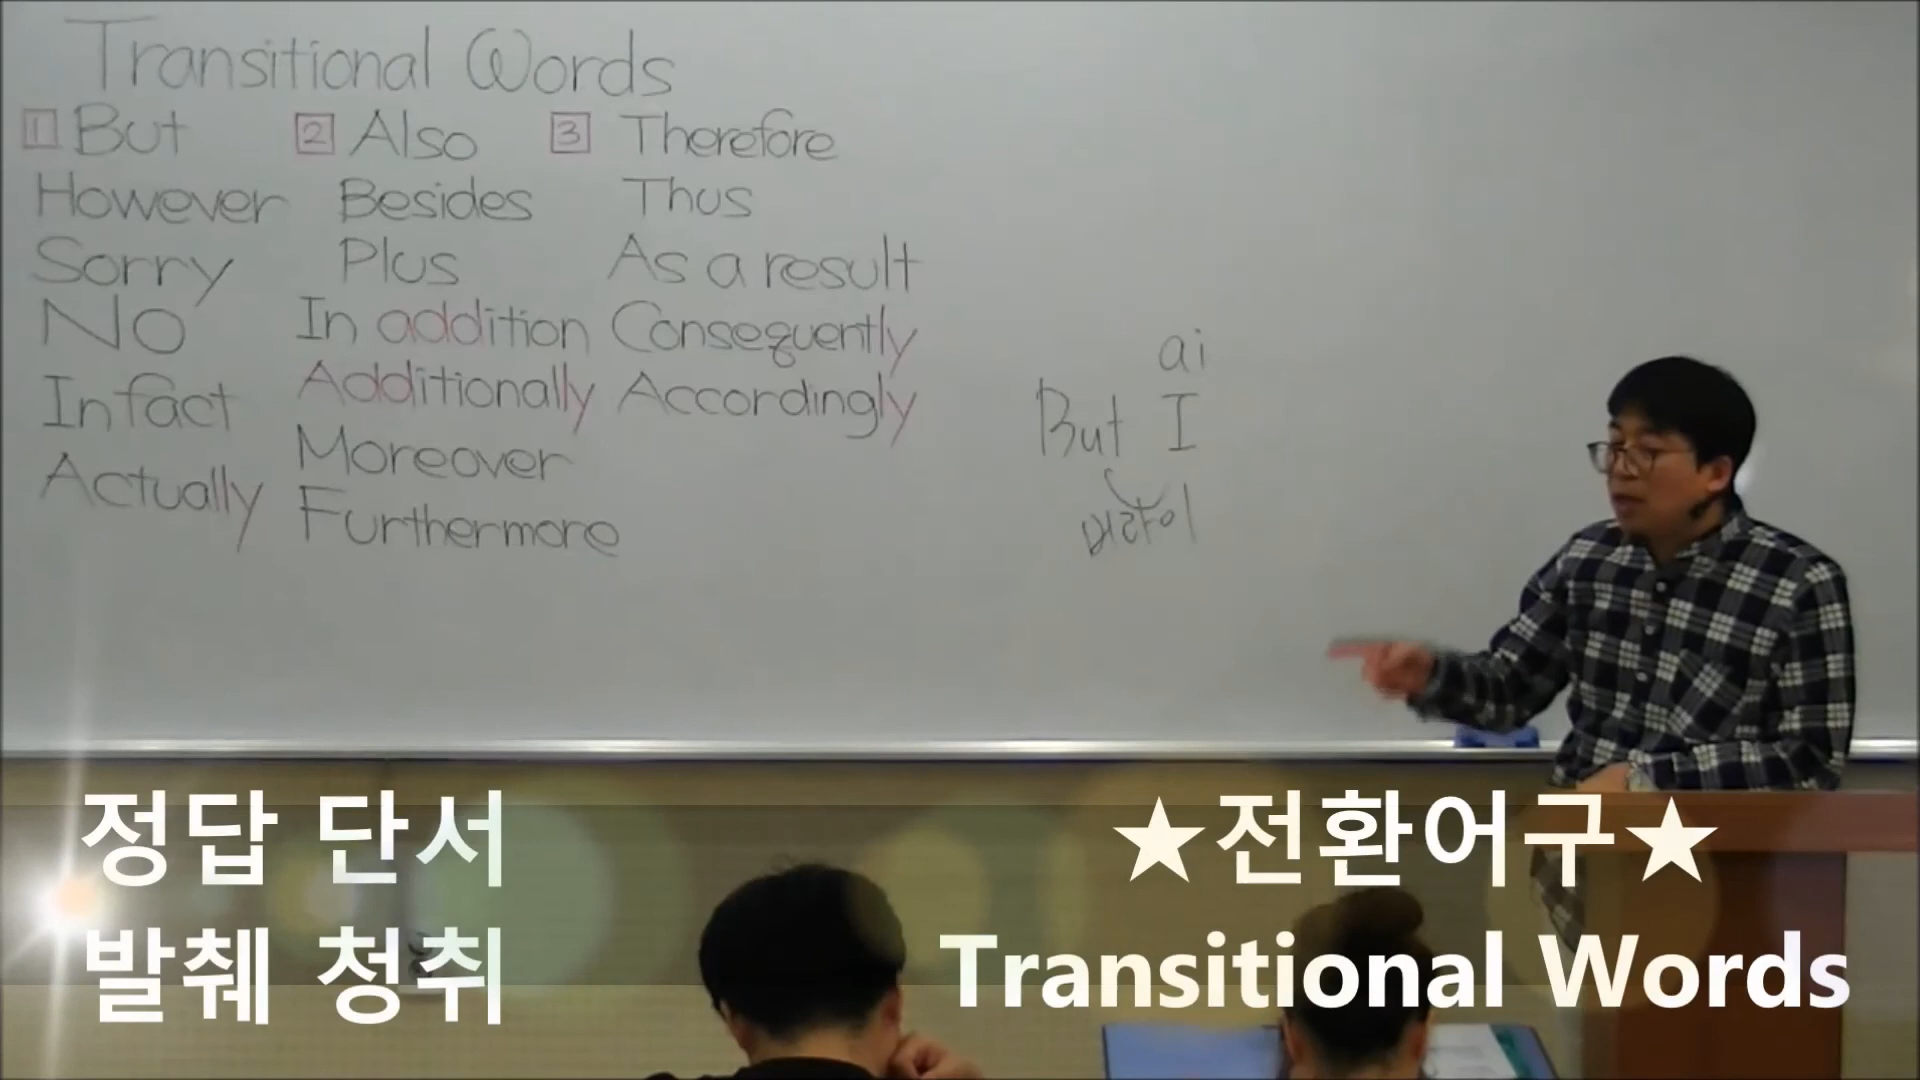 Transitional Words
1 But
However
Sorry
No
In fact
Actually
2 Also
Besides
Plus
In addition
Additionally
Moreover
Furthermore
3 Therefore
Thus
As a result
Consequently
Accordingly
ai
But I
버라이
정답 단서
발췌 청취
★전환어구★
Transitional Words